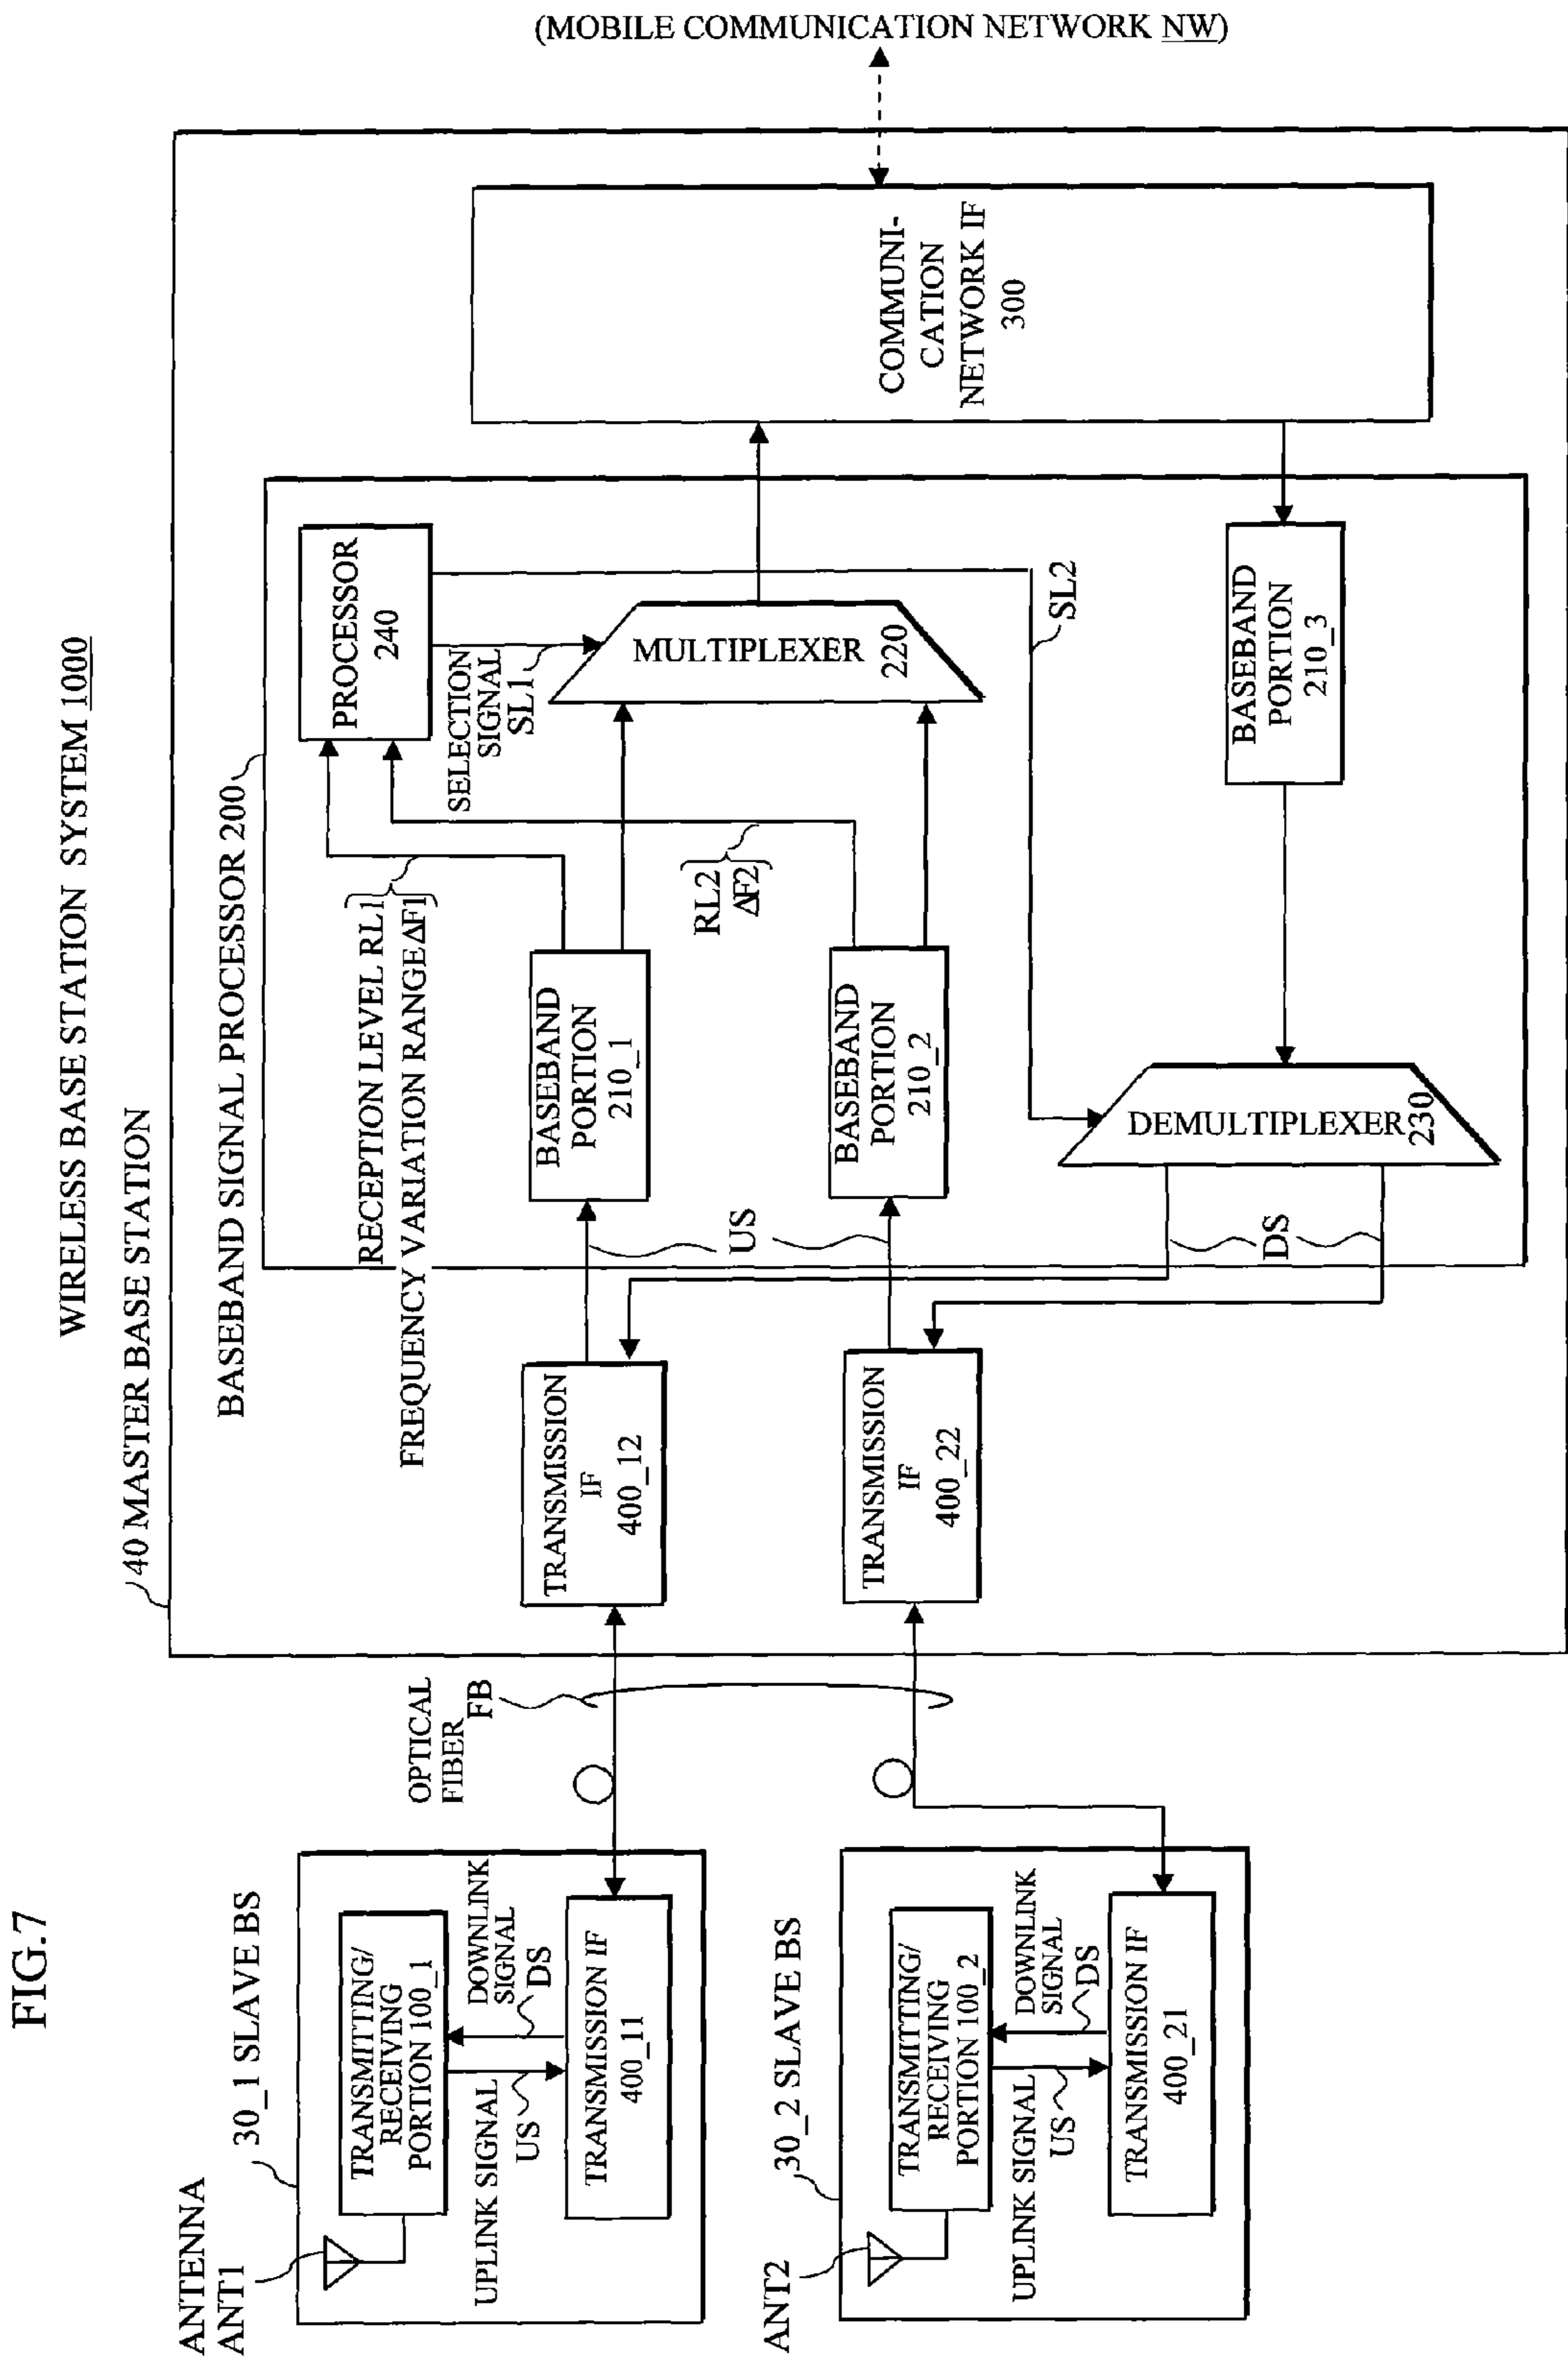 FIG.7
WIRELESS BASE STATION SYSTEM 1000
40 MASTER BASE STATION
BASEBAND SIGNAL PROCESSOR 200
ANTENNA
ANT1
30_1 SLAVE BS
TRANSMITTING/
RECEIVING
PORTION 100_1
UPLINK SIGNAL
US
DOWNLINK
SIGNAL
DS
TRANSMISSION IF
400_11
OPTICAL
FIBER
FB
ANT2
30_2 SLAVE BS
TRANSMITTING/
RECEIVING
PORTION 100_2
UPLINK SIGNAL
US
DOWNLINK
SIGNAL
DS
TRANSMISSION IF
400_21
TRANSMISSION
IF
400_12
TRANSMISSION
IF
400_22
RECEPTION LEVEL RL1
FREQUENCY VARIATION RANGE ΔF1
BASEBAND
PORTION
210_1
US
RL2
ΔF2
BASEBAND
PORTION
210_2
DS
DEMULTIPLEXER 230
PROCESSOR
240
SELECTION
SIGNAL
SL1
MULTIPLEXER
220
SL2
BASEBAND
PORTION
210_3
COMMUNI-
CATION
NETWORK IF
300
(MOBILE COMMUNICATION NETWORK NW)